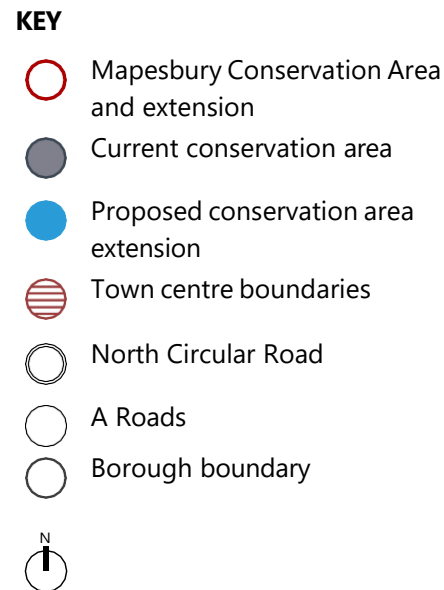 KEY
Mapesbury Conservation Area
and extension
Current conservation area
Proposed conservation area
extension
Town centre boundaries
North Circular Road
A Roads
Borough boundary
N